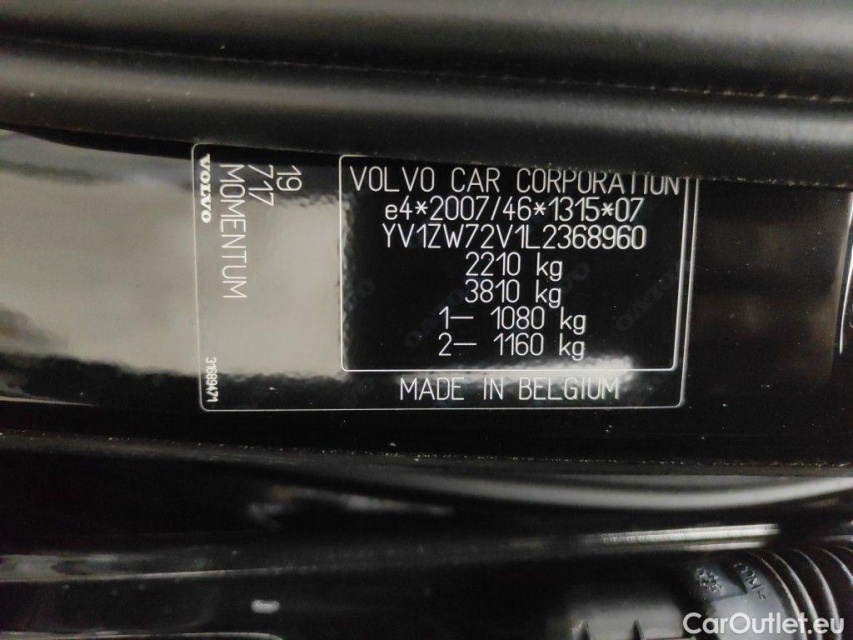 VOLVO
MOMENTUM
717
19
31689471
VOLVO CAR CORPORATION
e4*2007/46*1315*07
YV1ZW72V1L2368960
2210 kg
3810 kg
1– 1080 kg
2– 1160 kg
MADE IN BELGIUM
CarOutlet.eu